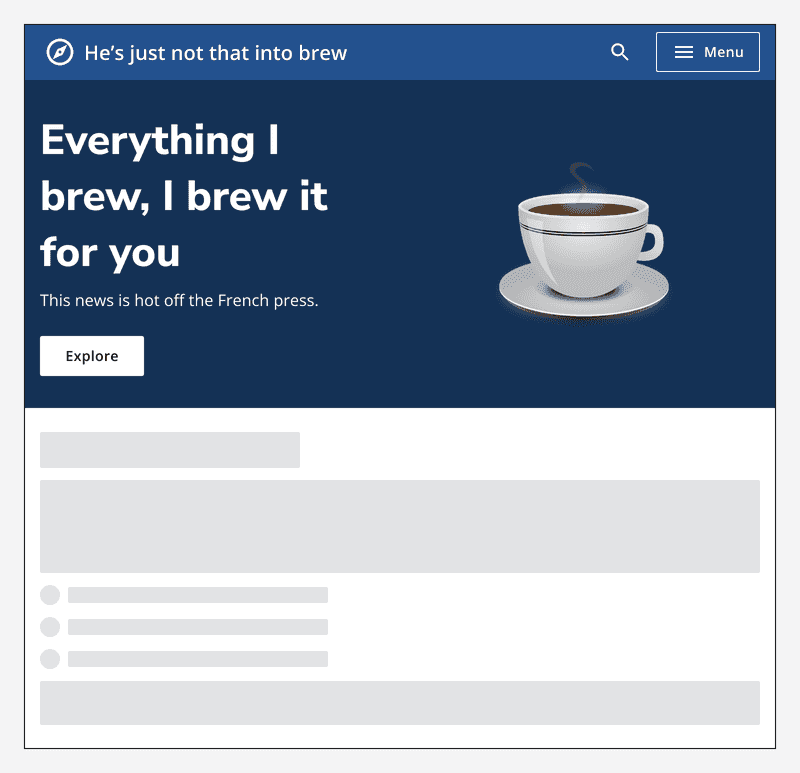 He’s just not that into brew
Menu
Everything I
brew, I brew it
for you
This news is hot off the French press.
Explore